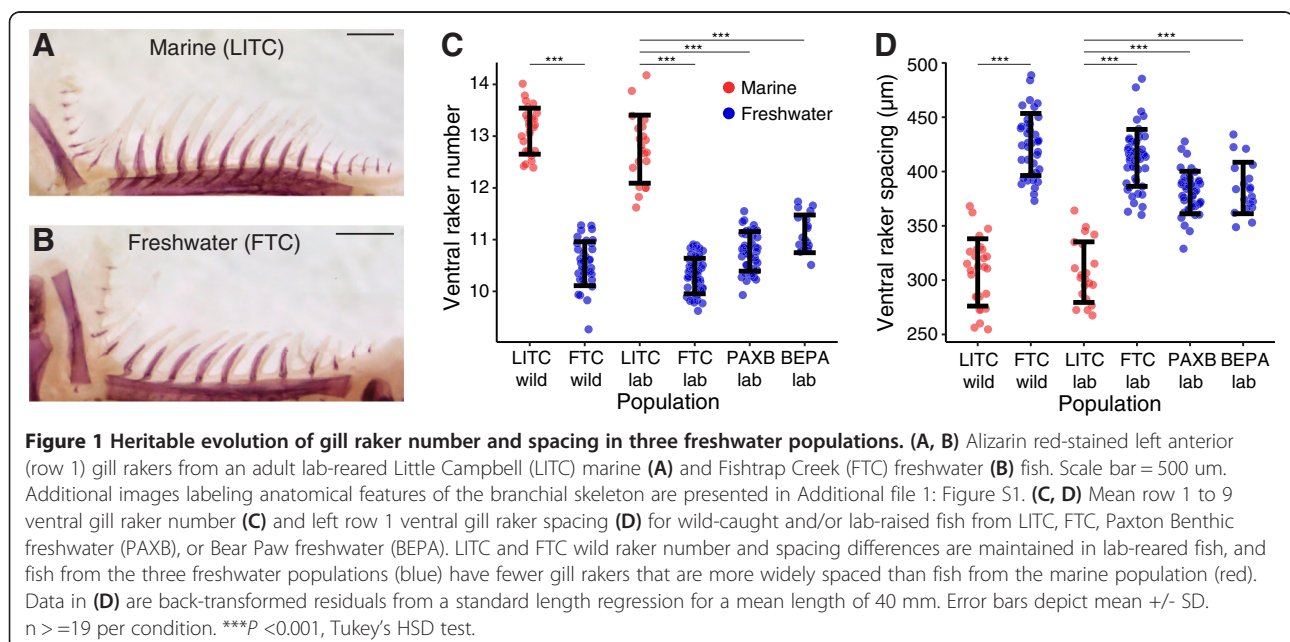 A
Marine (LITC)
B
Freshwater (FTC)
C
***
***
***
***
Marine
Freshwater
Ventral raker number
14
13
12
11
10
LITC wild
FTC wild
LITC lab
FTC lab
PAXB lab
BEPA lab
Population
D
***
***
***
***
Ventral raker spacing (µm)
500
450
400
350
300
250
LITC wild
FTC wild
LITC lab
FTC lab
PAXB lab
BEPA lab
Population
Figure 1 Heritable evolution of gill raker number and spacing in three freshwater populations. (A, B) Alizarin red-stained left anterior
(row 1) gill rakers from an adult lab-reared Little Campbell (LITC) marine (A) and Fishtrap Creek (FTC) freshwater (B) fish. Scale bar = 500 um.
Additional images labeling anatomical features of the branchial skeleton are presented in Additional file 1: Figure S1. (C, D) Mean row 1 to 9
ventral gill raker number (C) and left row 1 ventral gill raker spacing (D) for wild-caught and/or lab-raised fish from LITC, FTC, Paxton Benthic
freshwater (PAXB), or Bear Paw freshwater (BEPA). LITC and FTC wild raker number and spacing differences are maintained in lab-reared fish, and
fish from the three freshwater populations (blue) have fewer gill rakers that are more widely spaced than fish from the marine population (red).
Data in (D) are back-transformed residuals from a standard length regression for a mean length of 40 mm. Error bars depict mean +/- SD.
n > =19 per condition. ***P <0.001, Tukey's HSD test.